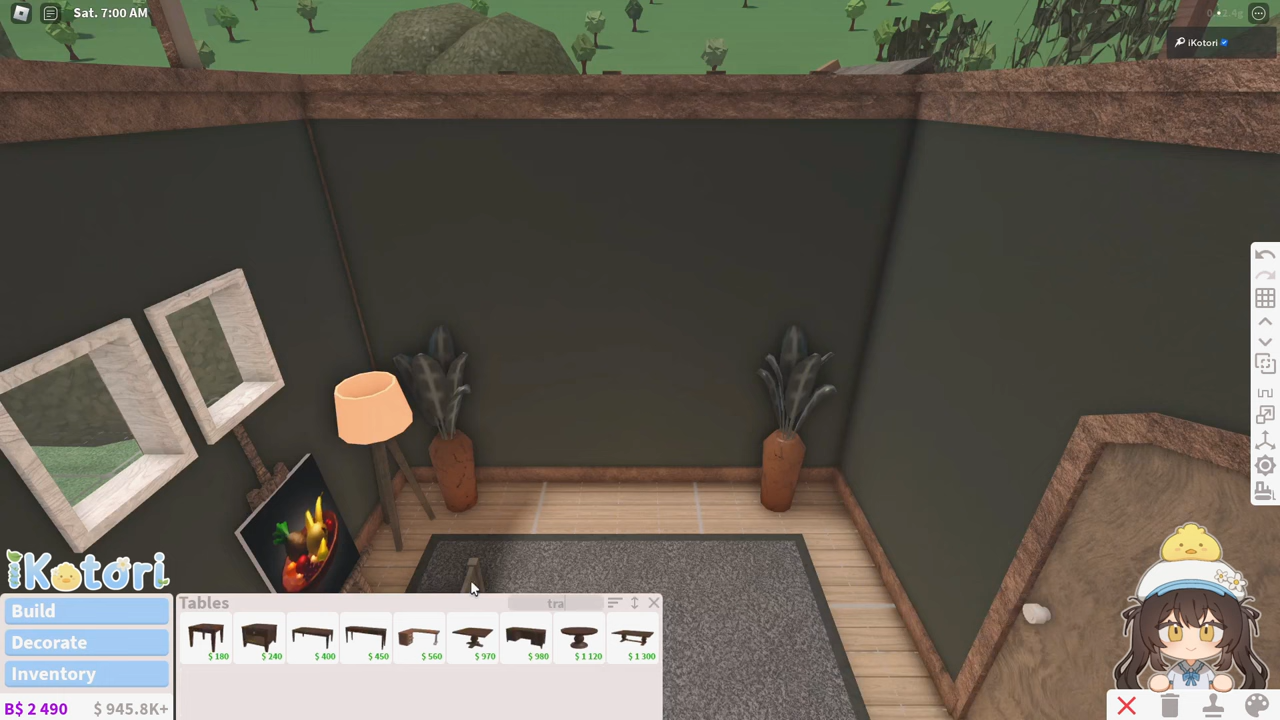 Sat. 7:00 AM
iKotori
iKotori
Build
Decorate
Inventory
B$ 2 490
$ 945.8K+
Tables
tra
$ 180
$ 240
$ 400
$ 450
$ 560
$ 970
$ 980
$ 1 120
$ 1 300